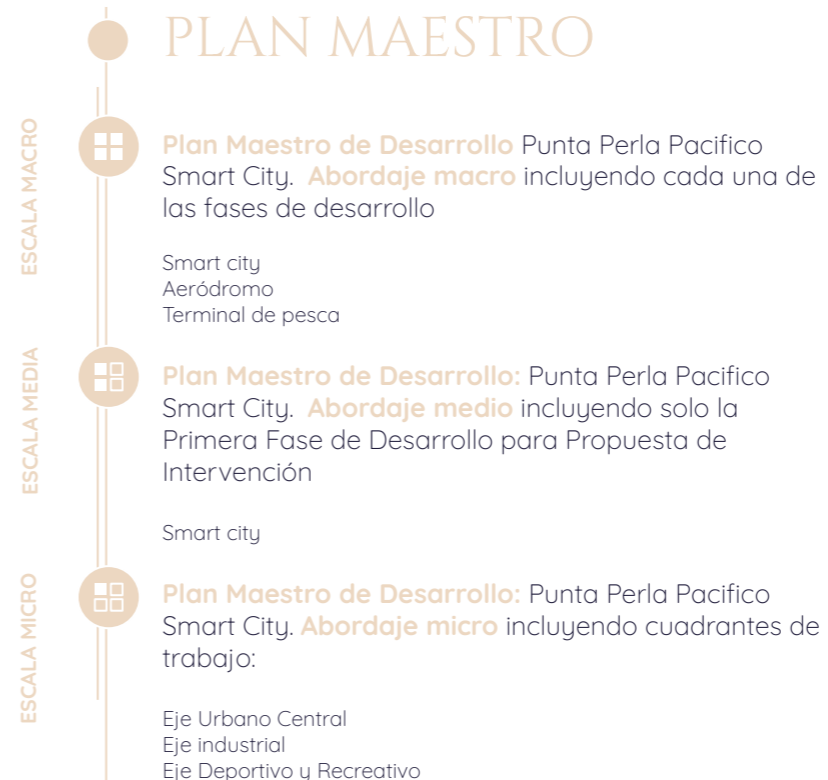 PLAN MAESTRO
ESCALA MACRO
Plan Maestro de Desarrollo Punta Perla Pacifico
Smart City. Abordaje macro incluyendo cada una de
las fases de desarrollo
Smart city
Aeródromo
Terminal de pesca
ESCALA MEDIA
Plan Maestro de Desarrollo: Punta Perla Pacifico
Smart City. Abordaje medio incluyendo solo la
Primera Fase de Desarrollo para Propuesta de
Intervención
Smart city
ESCALA MICRO
Plan Maestro de Desarrollo: Punta Perla Pacifico
Smart City. Abordaje micro incluyendo cuadrantes de
trabajo:
Eje Urbano Central
Eje industrial
Eje Deportivo y Recreativo